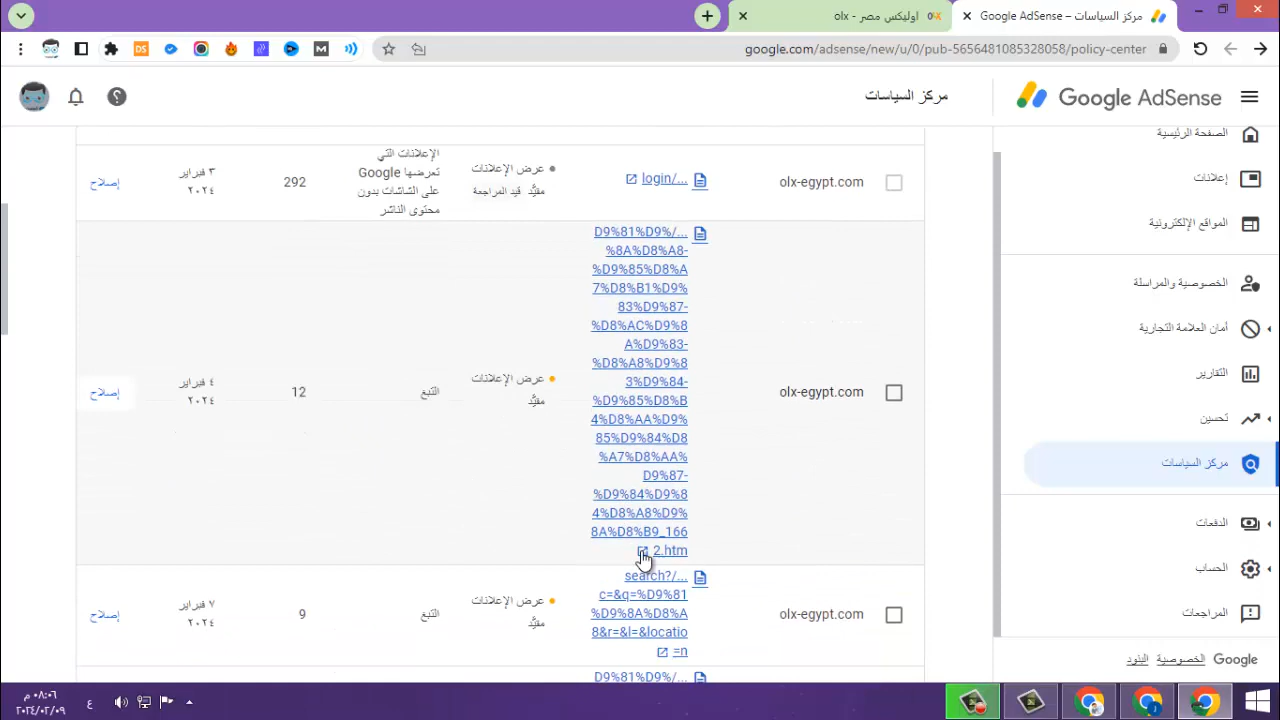 مركز السياسات – Google AdSense
اوليكس مصر - olx
google.com/adsense/new/u/0/pub-5656481085328058/policy-center
Google AdSense
مركز السياسات
الصفحة الرئيسية
إعلانات
المواقع الإلكترونية
الخصوصية والمراسلة
أمان العلامة التجارية
التقارير
تحسين
مركز السياسات
الدفعات
الحساب
المراجعات
Google الخصوصية البنود
olx-egypt.com
login/...
عرض الإعلانات
مقيَّد قيد المراجعة
الإعلانات التي
تعرضها Google
على الشاشات بدون
محتوى الناشر
292
٣ فبراير
٢٠٢٤
إصلاح
olx-egypt.com
D9%81%D9%/...
%8A%D8%A8-
%D9%85%D8%A
7%D8%B1%D9%
83%D9%87-
%D8%AC%D9%8
A%D9%83-
%D8%A8%D9%8
3%D9%84-
%D9%85%D8%B
4%D8%AA%D9%
85%D9%84%D8
%A7%D8%AA%
D9%87-
%D9%84%D9%8
4%D8%A8%D9%
8A%D8%B9_166
2.htm
عرض الإعلانات
مقيَّد
التبغ
12
٤ فبراير
٢٠٢٤
إصلاح
olx-egypt.com
search?/...
c=&q=%D9%81
%D9%8A%D8%A
8&r=&l=&locatio
=n
عرض الإعلانات
مقيَّد
التبغ
9
٧ فبراير
٢٠٢٤
إصلاح
D9%81%D9%/...
ع
٠٨:٠٦ م
٢٠٢٤/٠٢/٠٩